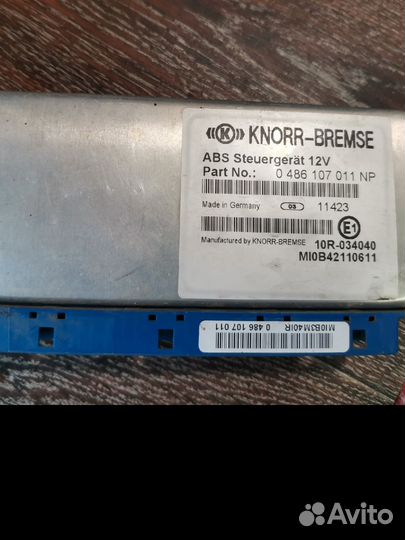 KNORR-BREMSE
ABS Steuergerät 12V
Part No.: 0 486 107 011 NP
Made in Germany 03 11423
E1
Manufactured by KNORR-BREMSE 10R-034040
MI0B42110611
MI0B3M40IR 0 486 107 011
Avito